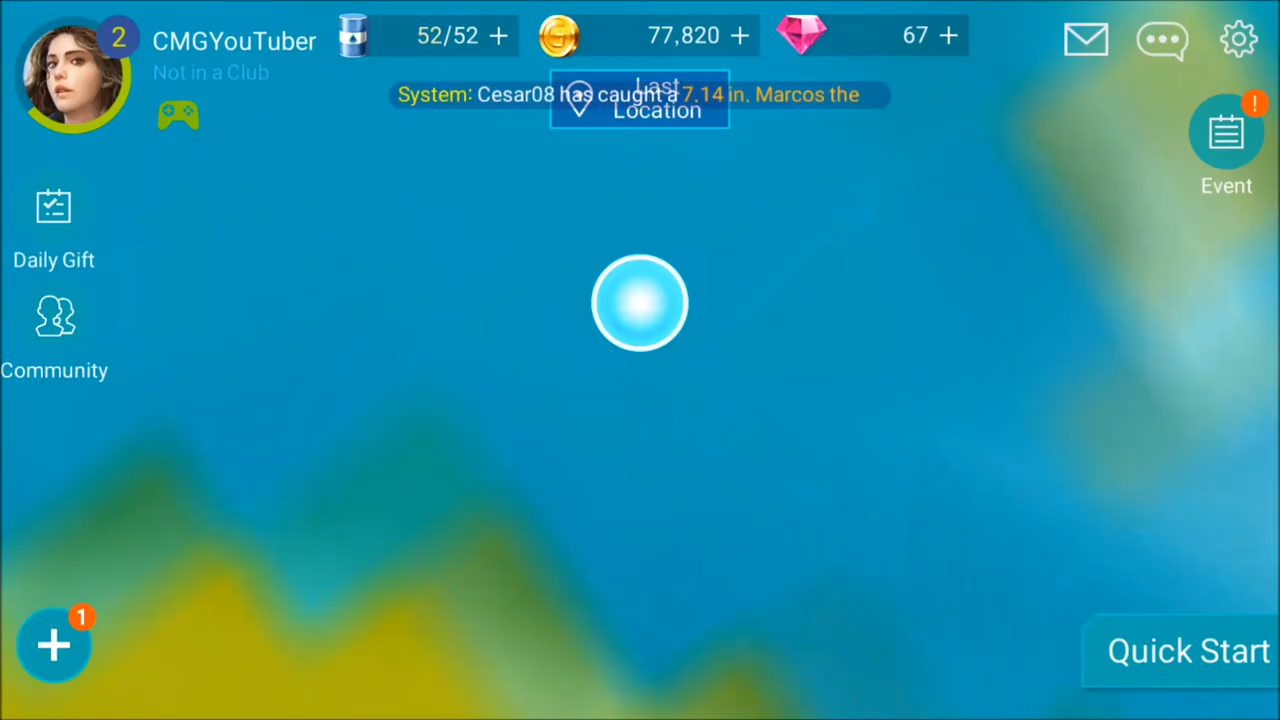 2
CMGYouTuber
Not in a Club
52/52 +
77,820 +
67 +
Last
Location
System: Cesar08 has caught a 7.14 in. Marcos the
!
Event
Daily Gift
Community
1
+
Quick Start